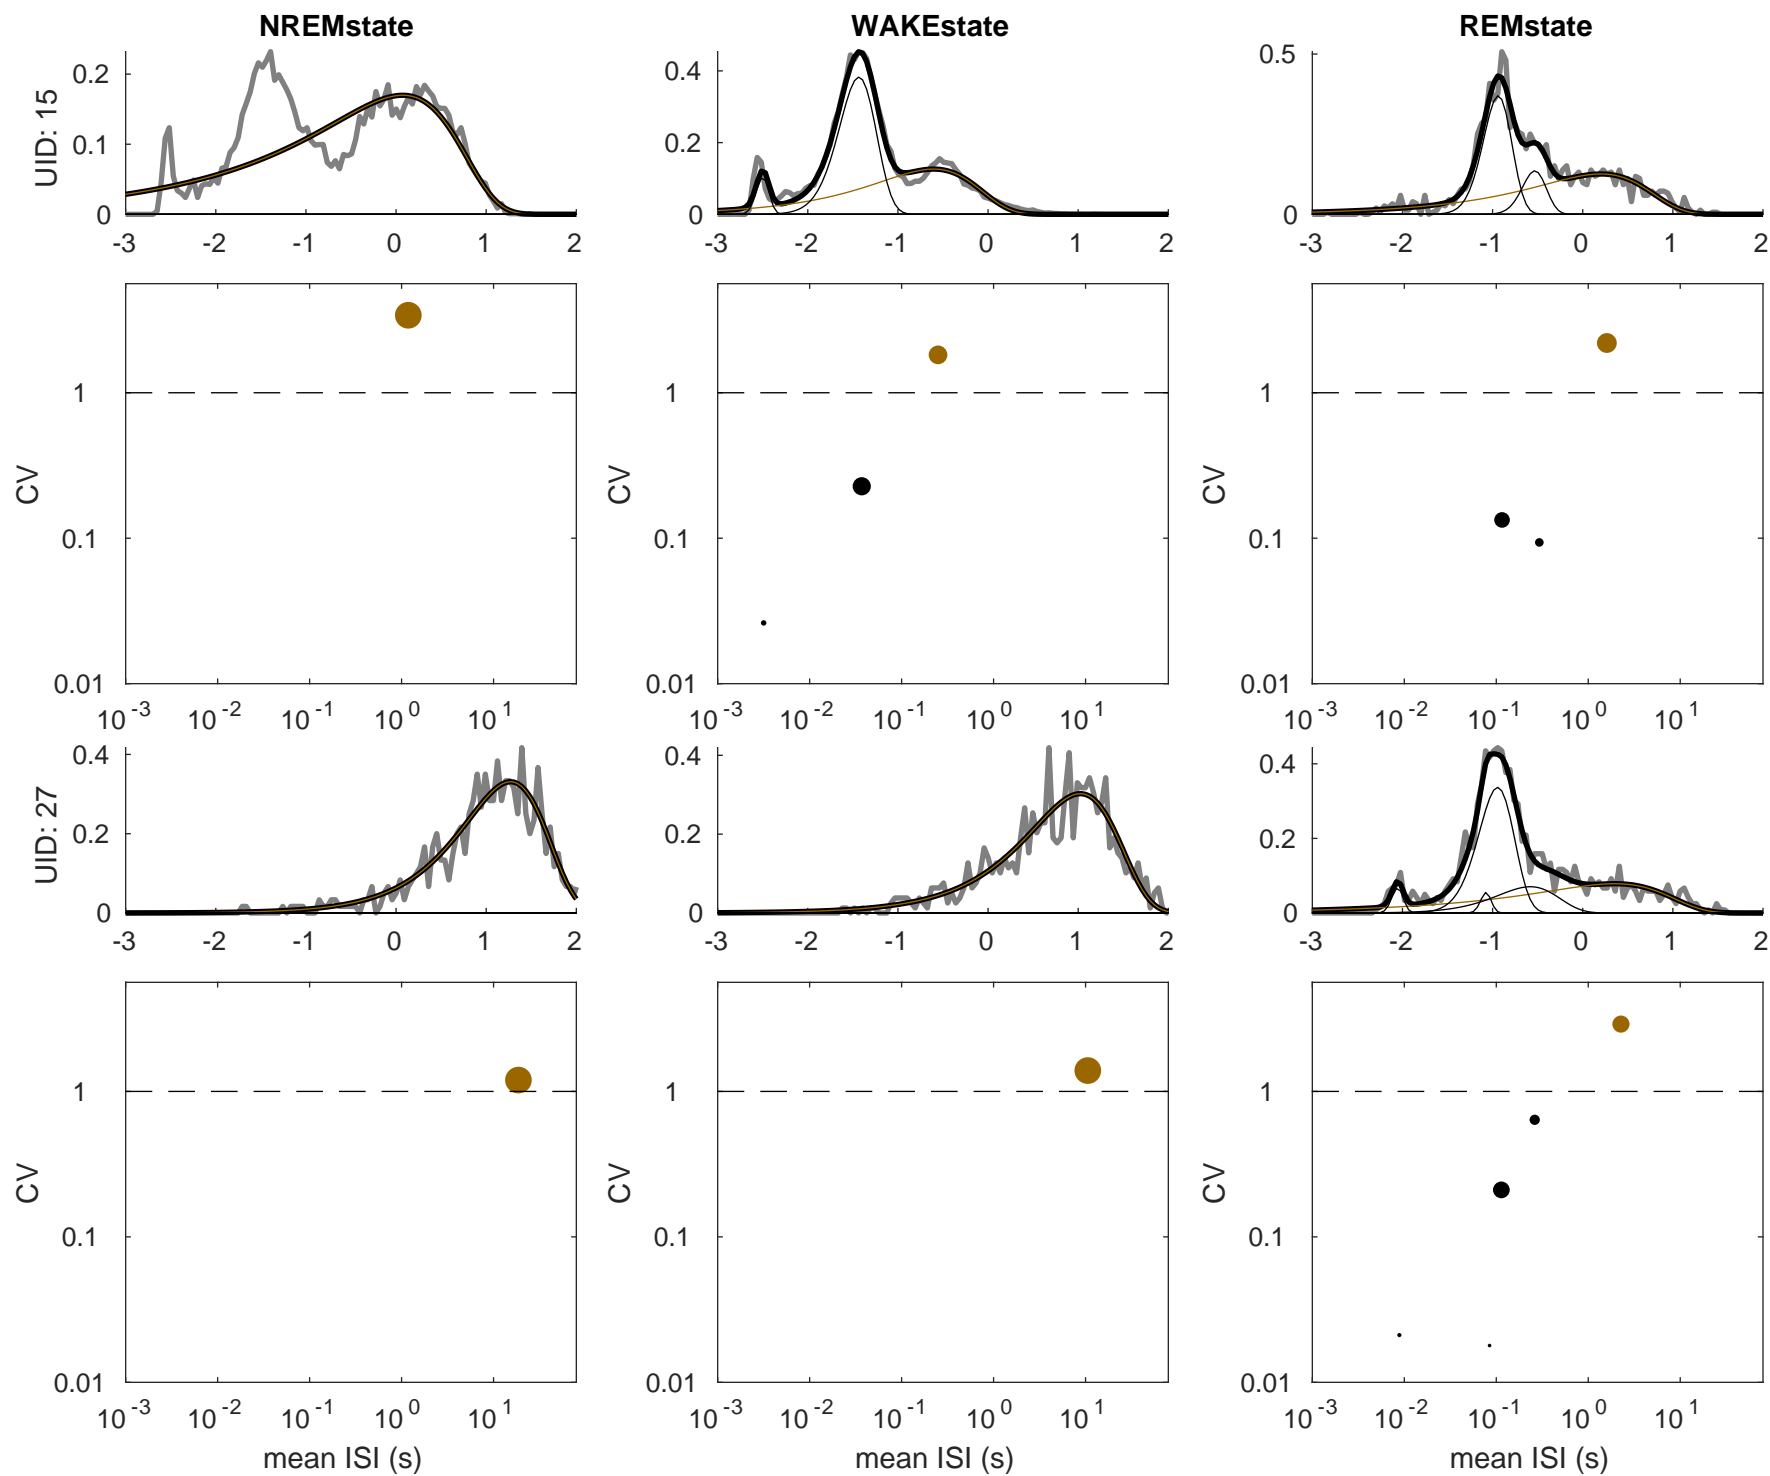 NREMstate WAKEstate REMstate
UID: 15
0.2 0.1 0
-3 -2 -1 0 1 2
0.4 0.2 0
-3 -2 -1 0 1 2
0.5 0
-3 -2 -1 0 1 2
CV
1 0.1 0.01
10^-3 10^-2 10^-1 10^0 10^1
CV
1 0.1 0.01
10^-3 10^-2 10^-1 10^0 10^1
CV
1 0.1 0.01
10^-3 10^-2 10^-1 10^0 10^1
UID: 27
0.4 0.2 0
-3 -2 -1 0 1 2
0.4 0.2 0
-3 -2 -1 0 1 2
0.4 0.2 0
-3 -2 -1 0 1 2
CV
1 0.1 0.01
10^-3 10^-2 10^-1 10^0 10^1
mean ISI (s)
CV
1 0.1 0.01
10^-3 10^-2 10^-1 10^0 10^1
mean ISI (s)
CV
1 0.1 0.01
10^-3 10^-2 10^-1 10^0 10^1
mean ISI (s)